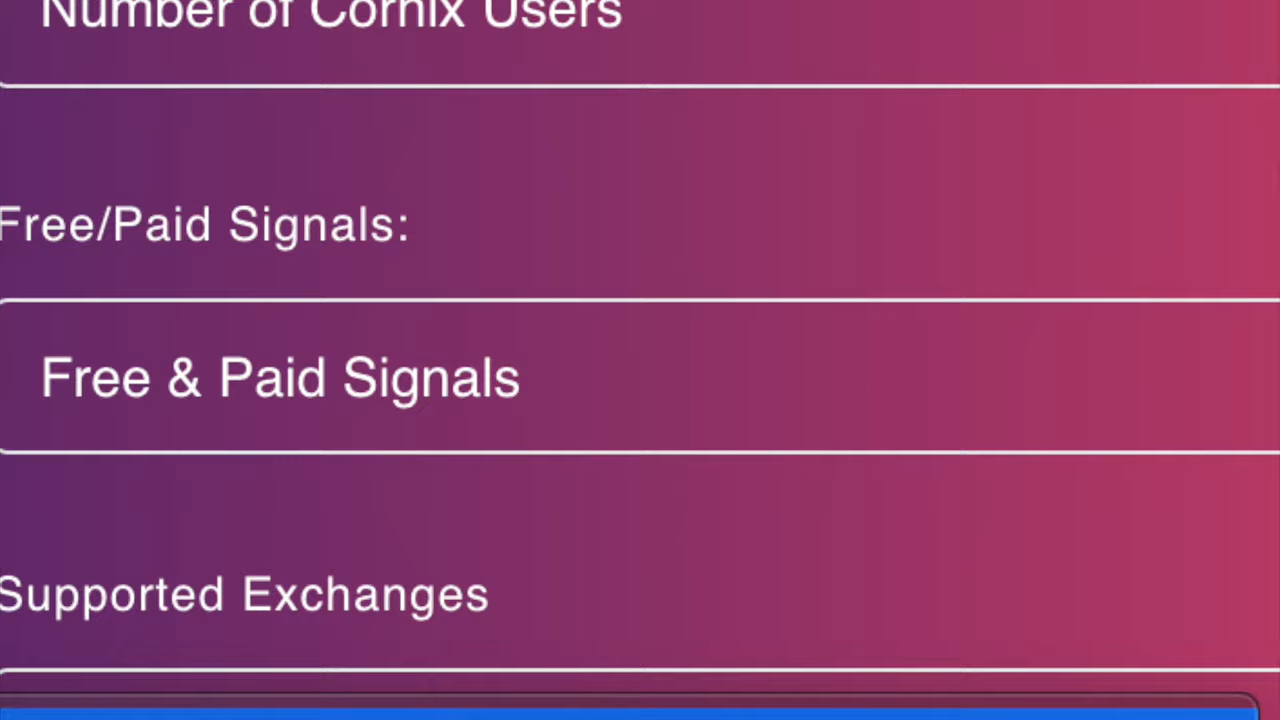 Number of Cornix Users
Free/Paid Signals:
Free & Paid Signals
Supported Exchanges